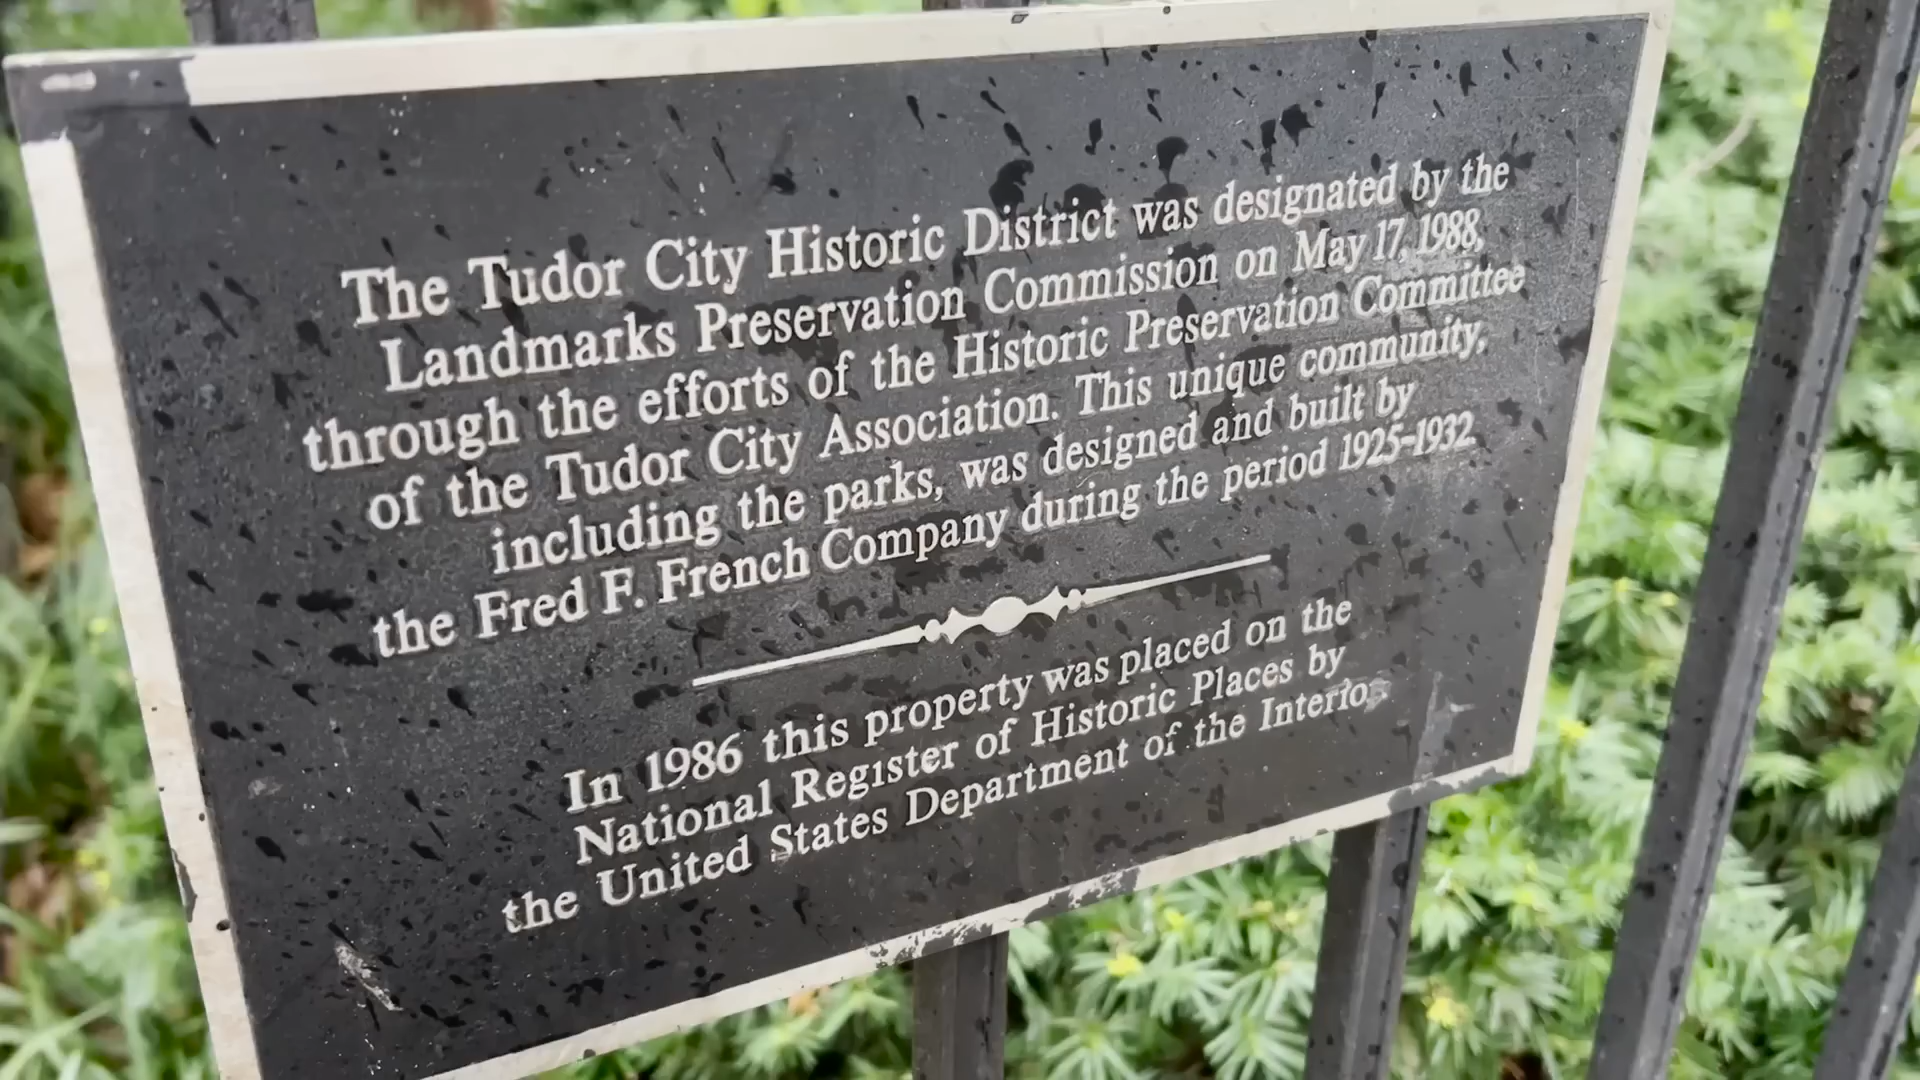 The Tudor City Historic District was designated by the
Landmarks Preservation Commission on May 17, 1988,
through the efforts of the Historic Preservation Committee
of the Tudor City Association. This unique community,
including the parks, was designed and built by
the Fred F. French Company during the period 1925-1932.
In 1986 this property was placed on the
National Register of Historic Places by
the United States Department of the Interior